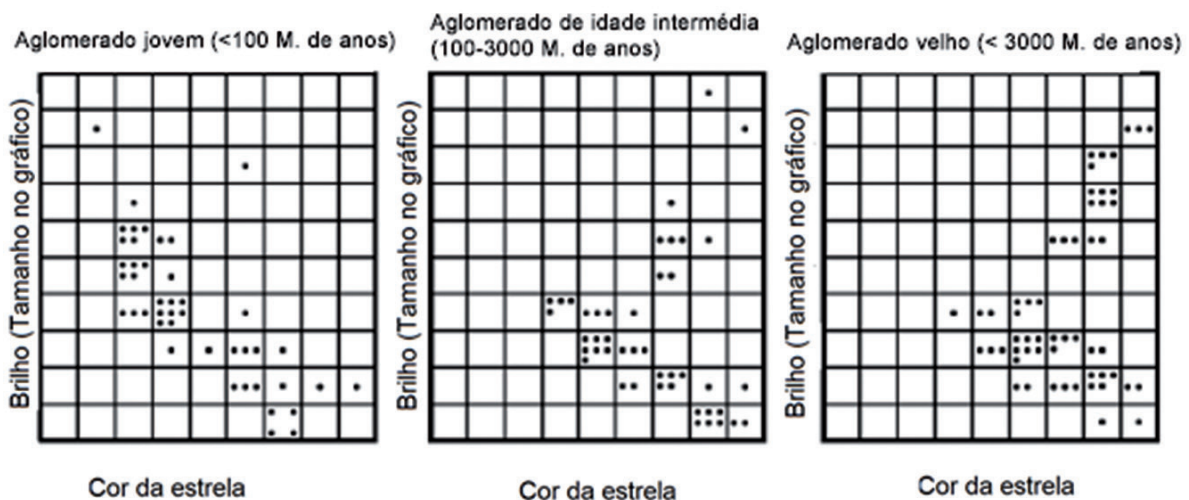 Aglomerado jovem (<100 M. de anos)
Aglomerado de idade intermédia
(100-3000 M. de anos)
Aglomerado velho (< 3000 M. de anos)
Brilho (Tamanho no gráfico)
Brilho (Tamanho no gráfico)
Brilho (Tamanho no gráfico)
Cor da estrela
Cor da estrela
Cor da estrela